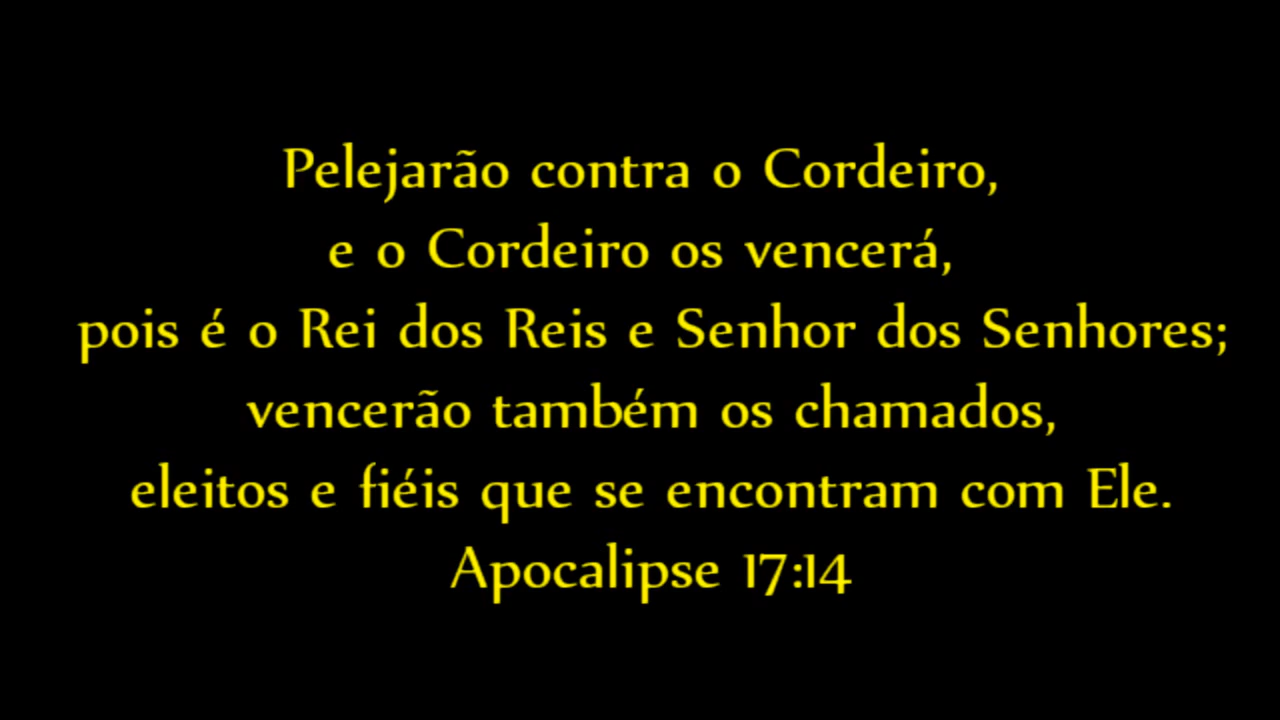 Pelejarão contra o Cordeiro,
e o Cordeiro os vencerá,
pois é o Rei dos Reis e Senhor dos Senhores;
vencerão também os chamados,
eleitos e fiéis que se encontram com Ele.
Apocalipse 17:14